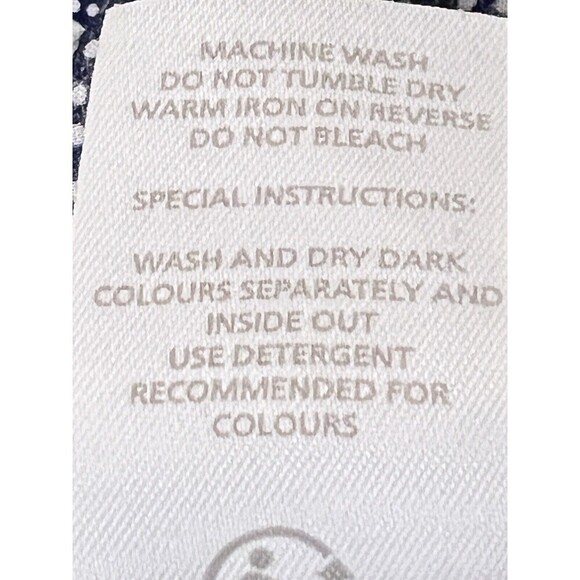 MACHINE WASH
DO NOT TUMBLE DRY
WARM IRON ON REVERSE
DO NOT BLEACH
SPECIAL INSTRUCTIONS:
WASH AND DRY DARK
COLOURS SEPARATELY AND
INSIDE OUT
USE DETERGENT
RECOMMENDED FOR
COLOURS